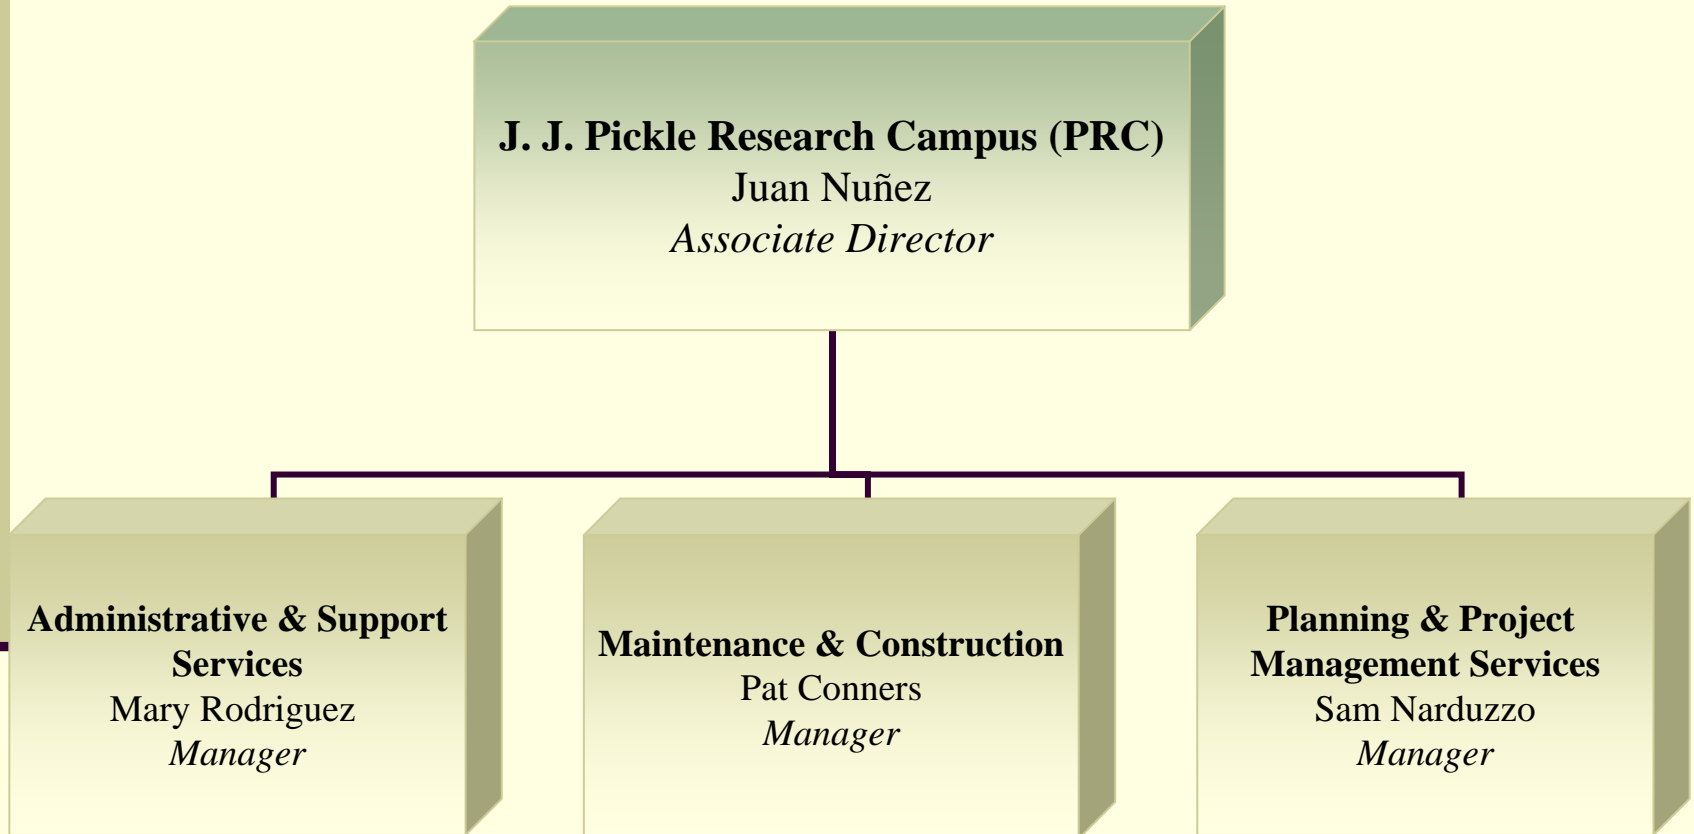 J. J. Pickle Research Campus (PRC)
Juan Nuñez
Associate Director
Administrative & Support
Services
Mary Rodriguez
Manager
Maintenance & Construction
Pat Conners
Manager
Planning & Project
Management Services
Sam Narduzzo
Manager